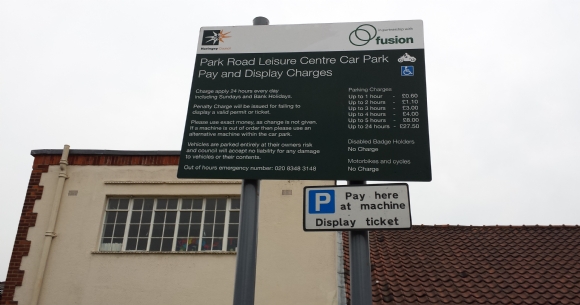 Haringey
in partnership with
fusion
Park Road Leisure Centre Car Park
Pay and Display Charges
Charge apply 24 hours every day
including Sundays and Bank Holidays.
Penalty Charge will be issued for failing to
display a valid permit or ticket.
Please use exact money, as change is not given.
If a machine is out of order then please use an
alternative machine within the car park.
Vehicles are parked entirely at their owners risk
and council will accept no liability for any damage
to vehicles or their contents.
Out of hours emergency number: 020 8348 3148
Parking Charges
Up to 1 hour - £0.60
Up to 2 hours - £1.10
Up to 3 hours - £3.00
Up to 4 hours - £4.00
Up to 5 hours - £8.00
Up to 24 hours - £27.50
Disabled Badge Holders
No Charge
Motorbikes and cycles
No Charge
P
Pay here
at machine
Display ticket